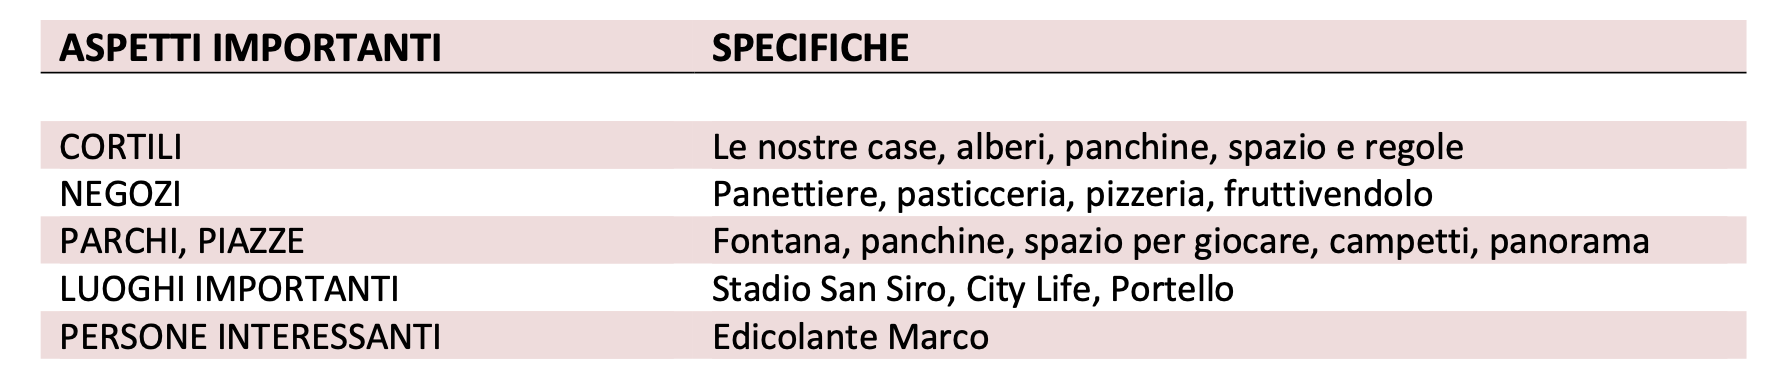 ASPETTI IMPORTANTI SPECIFICHE
CORTILI Le nostre case, alberi, panchine, spazio e regole
NEGOZI Panettiere, pasticceria, pizzeria, fruttivendolo
PARCHI, PIAZZE Fontana, panchine, spazio per giocare, campetti, panorama
LUOGHI IMPORTANTI Stadio San Siro, City Life, Portello
PERSONE INTERESSANTI Edicolante Marco